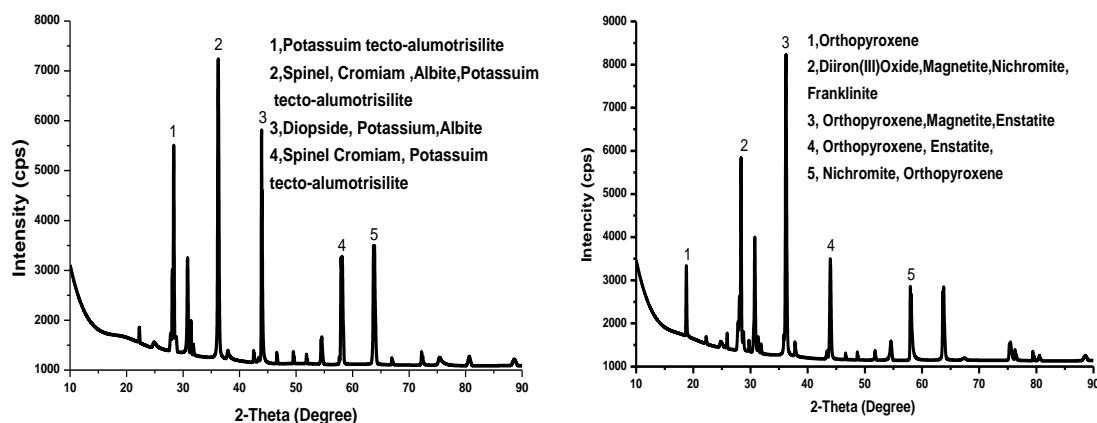 8000
7000
6000
5000
4000
3000
2000
1000
Intensity (cps)
10 20 30 40 50 60 70 80 90
2-Theta (Degree)
1
2
3
4
5
1,Potassuim tecto-alumotrisilite
2,Spinel, Cromiam ,Albite,Potassuim
tecto-alumotrisilite
3,Diopside, Potassium,Albite
4,Spinel Cromiam, Potassuim
tecto-alumotrisilite
9000
8000
7000
6000
5000
4000
3000
2000
1000
Intencity (cps)
10 20 30 40 50 60 70 80 90
2-Theta (Degree)
1
2
3
4
5
1,Orthopyroxene
2,Diiron(III)Oxide,Magnetite,Nichromite,
Franklinite
3, Orthopyroxene,Magnetite,Enstatite
4, Orthopyroxene, Enstatite,
5, Nichromite, Orthopyroxene